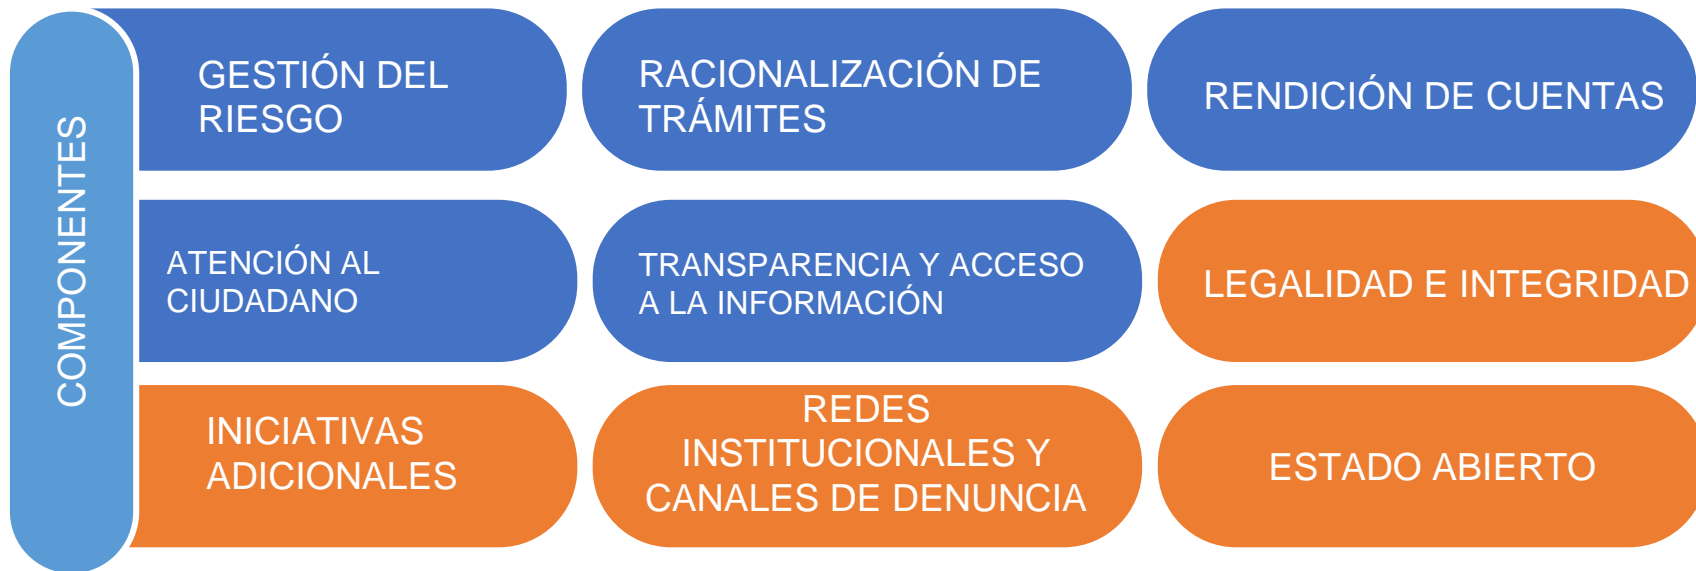 COMPONENTES
GESTIÓN DEL
RIESGO
RACIONALIZACIÓN DE
TRÁMITES
RENDICIÓN DE CUENTAS
ATENCIÓN AL
CIUDADANO
TRANSPARENCIA Y ACCESO
A LA INFORMACIÓN
LEGALIDAD E INTEGRIDAD
INICIATIVAS
ADICIONALES
REDES
INSTITUCIONALES Y
CANALES DE DENUNCIA
ESTADO ABIERTO